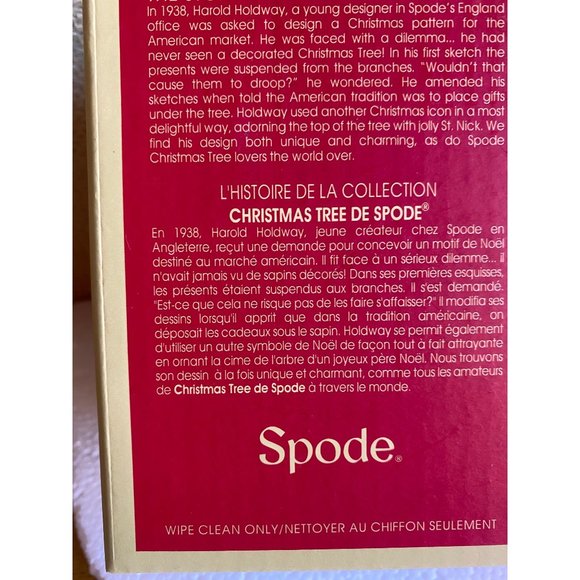 In 1938, Harold Holdway, a young designer in Spode's England
office was asked to design a Christmas pattern for the
American market. He was faced with a dilemma... he had
never seen a decorated Christmas Tree! In his first sketch the
presents were suspended from the branches. "Wouldn't that
cause them to droop?" he wondered. He amended his
sketches when told the American tradition was to place gifts
under the tree. Holdway used another Christmas icon in a most
delightful way, adorning the top of the tree with jolly St. Nick. We
find his design both unique and charming, as do Spode
Christmas Tree lovers the world over.
L'HISTOIRE DE LA COLLECTION
CHRISTMAS TREE DE SPODE®
En 1938, Harold Holdway, jeune créateur chez Spode en
Angleterre, reçut une demande pour concevoir un motif de Noël
destiné au marché américain. Il fit face à un sérieux dilemme... il
n'avait jamais vu de sapins décorés! Dans ses premières esquisses,
les présents étaient suspendus aux branches. Il s'est demandé.
"Est-ce que cela ne risque pas de les faire s'affaisser?" Il modifia ses
dessins lorsqu'il apprit que dans la tradition américaine, on
déposait les cadeaux sous le sapin. Holdway se permit également
d'utiliser un autre symbole de Noël de façon tout à fait attrayante
en ornant la cime de l'arbre d'un joyeux père Noël. Nous trouvons
son dessin à la fois unique et charmant, comme tous les amateurs
de Christmas Tree de Spode à travers le monde.
Spode®
WIPE CLEAN ONLY/NETTOYER AU CHIFFON SEULEMENT